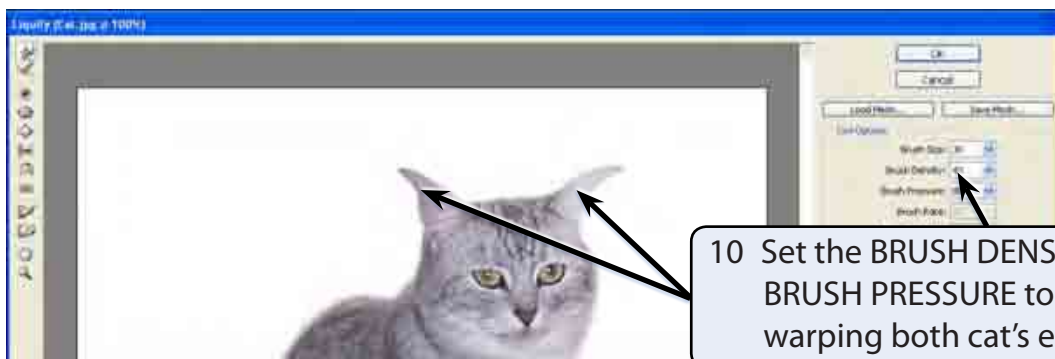 Liquify (Cat.jpg @ 100%)
OK
Cancel
Load Mesh... Save Mesh...
Tool Options
Brush Size:
Brush Density:
Brush Pressure:
Brush Rate:
10 Set the BRUSH DENS
BRUSH PRESSURE to
warping both cat’s e